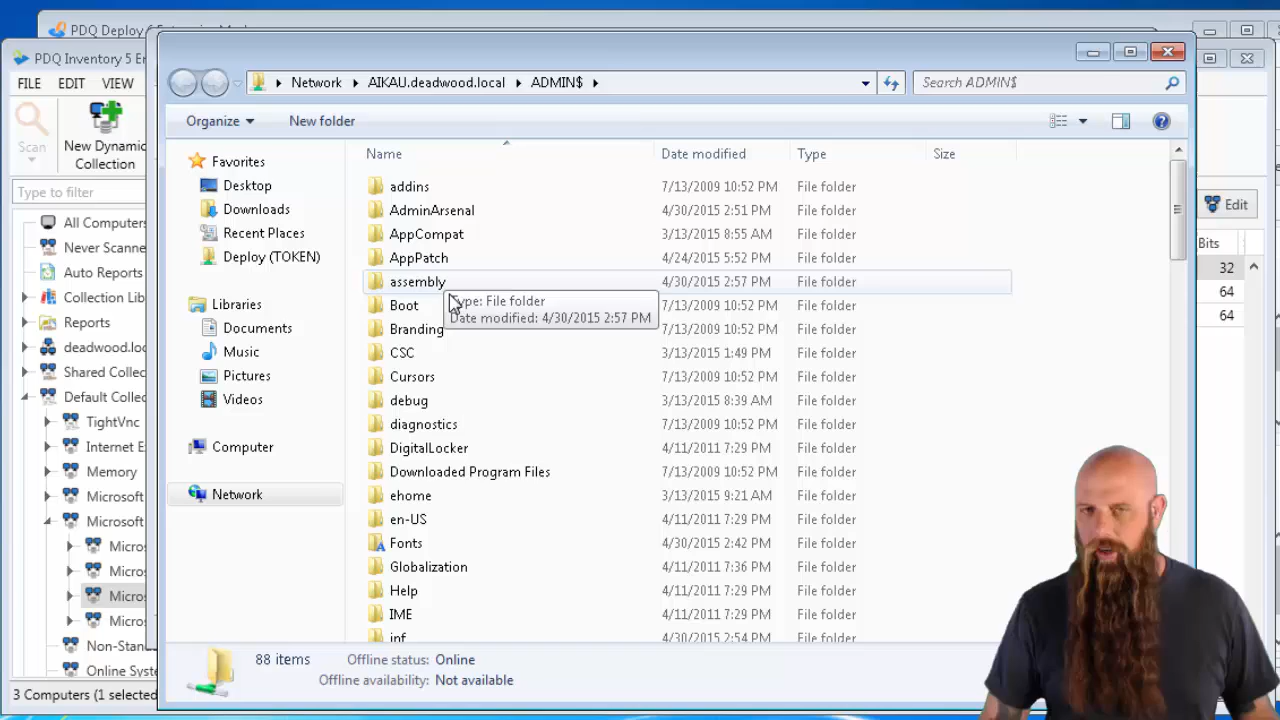 PDQ Deploy
PDQ Inventory 5 En
FILE EDIT VIEW
Scan
New Dynamic
Collection
Type to filter
All Computers
Never Scanne
Auto Reports
Collection Lib
Reports
deadwood.loc
Shared Collec
Default Collec
TightVnc
Internet E
Memory
Microsoft
Microsoft
Micros
Micros
Micros
Micros
Non-Stan
Online Syste
3 Computers (1 selected
Network AIKAU.deadwood.local ADMIN$
Search ADMIN$
Organize New folder
Favorites
Desktop
Downloads
Recent Places
Deploy (TOKEN)
Libraries
Documents
Music
Pictures
Videos
Computer
Network
Name Date modified Type Size
addins 7/13/2009 10:52 PM File folder
AdminArsenal 4/30/2015 2:51 PM File folder
AppCompat 3/13/2015 8:55 AM File folder
AppPatch 4/24/2015 5:52 PM File folder
assembly 4/30/2015 2:57 PM File folder
Boot 7/13/2009 10:52 PM File folder
Type: File folder
Date modified: 4/30/2015 2:57 PM
Branding 7/13/2009 10:52 PM File folder
CSC 3/13/2015 1:49 PM File folder
Cursors 7/13/2009 10:52 PM File folder
debug 3/13/2015 8:39 AM File folder
diagnostics 7/13/2009 10:52 PM File folder
DigitalLocker 4/11/2011 7:29 PM File folder
Downloaded Program Files 7/13/2009 10:52 PM File folder
ehome 3/13/2015 9:21 AM File folder
en-US 4/11/2011 7:29 PM File folder
Fonts 4/30/2015 2:42 PM File folder
Globalization 4/11/2011 7:36 PM File folder
Help 4/11/2011 7:29 PM File folder
IME 4/11/2011 7:29 PM File folder
inf 4/30/2015 2:54 PM File folder
88 items Offline status: Online
Offline availability: Not available
Edit
Bits
32
64
64